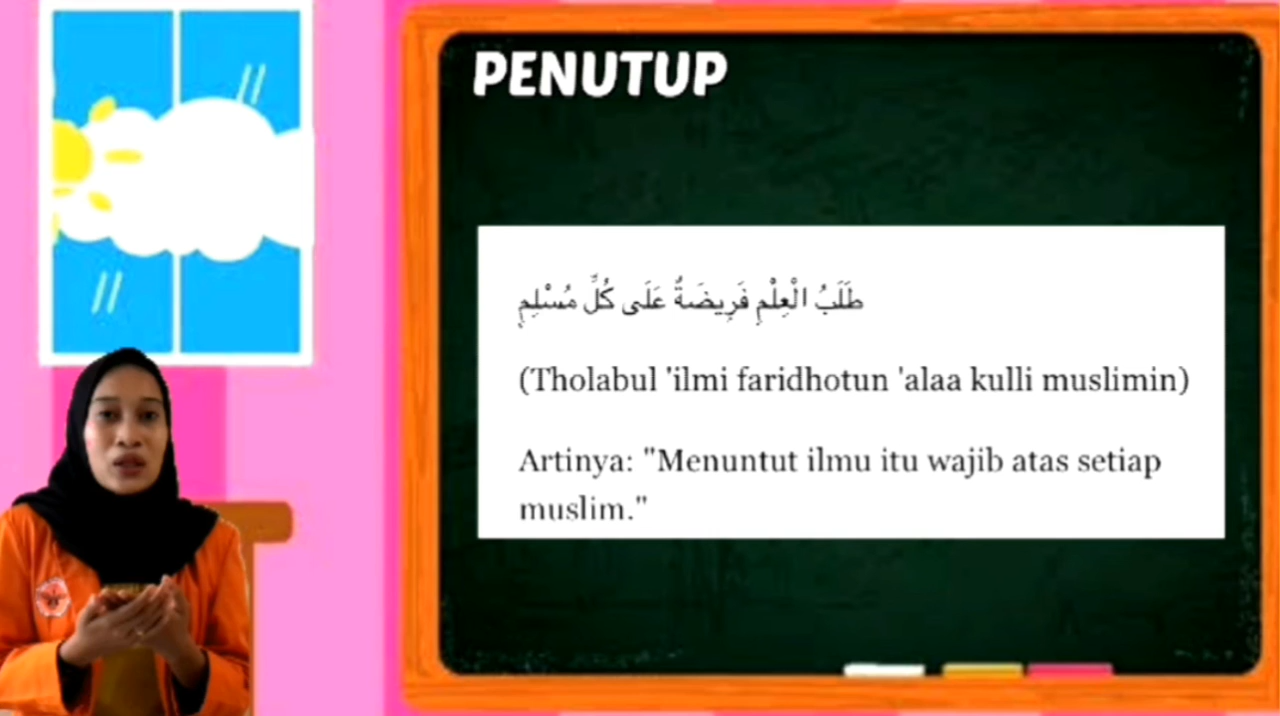 PENUTUP
طَلَبُ الْعِلْمِ فَرِيضَةٌ عَلَى كُلِّ مُسْلِمٍ
(Tholabul 'ilmi faridhotun 'alaa kulli muslimin)
Artinya: "Menuntut ilmu itu wajib atas setiap
muslim."